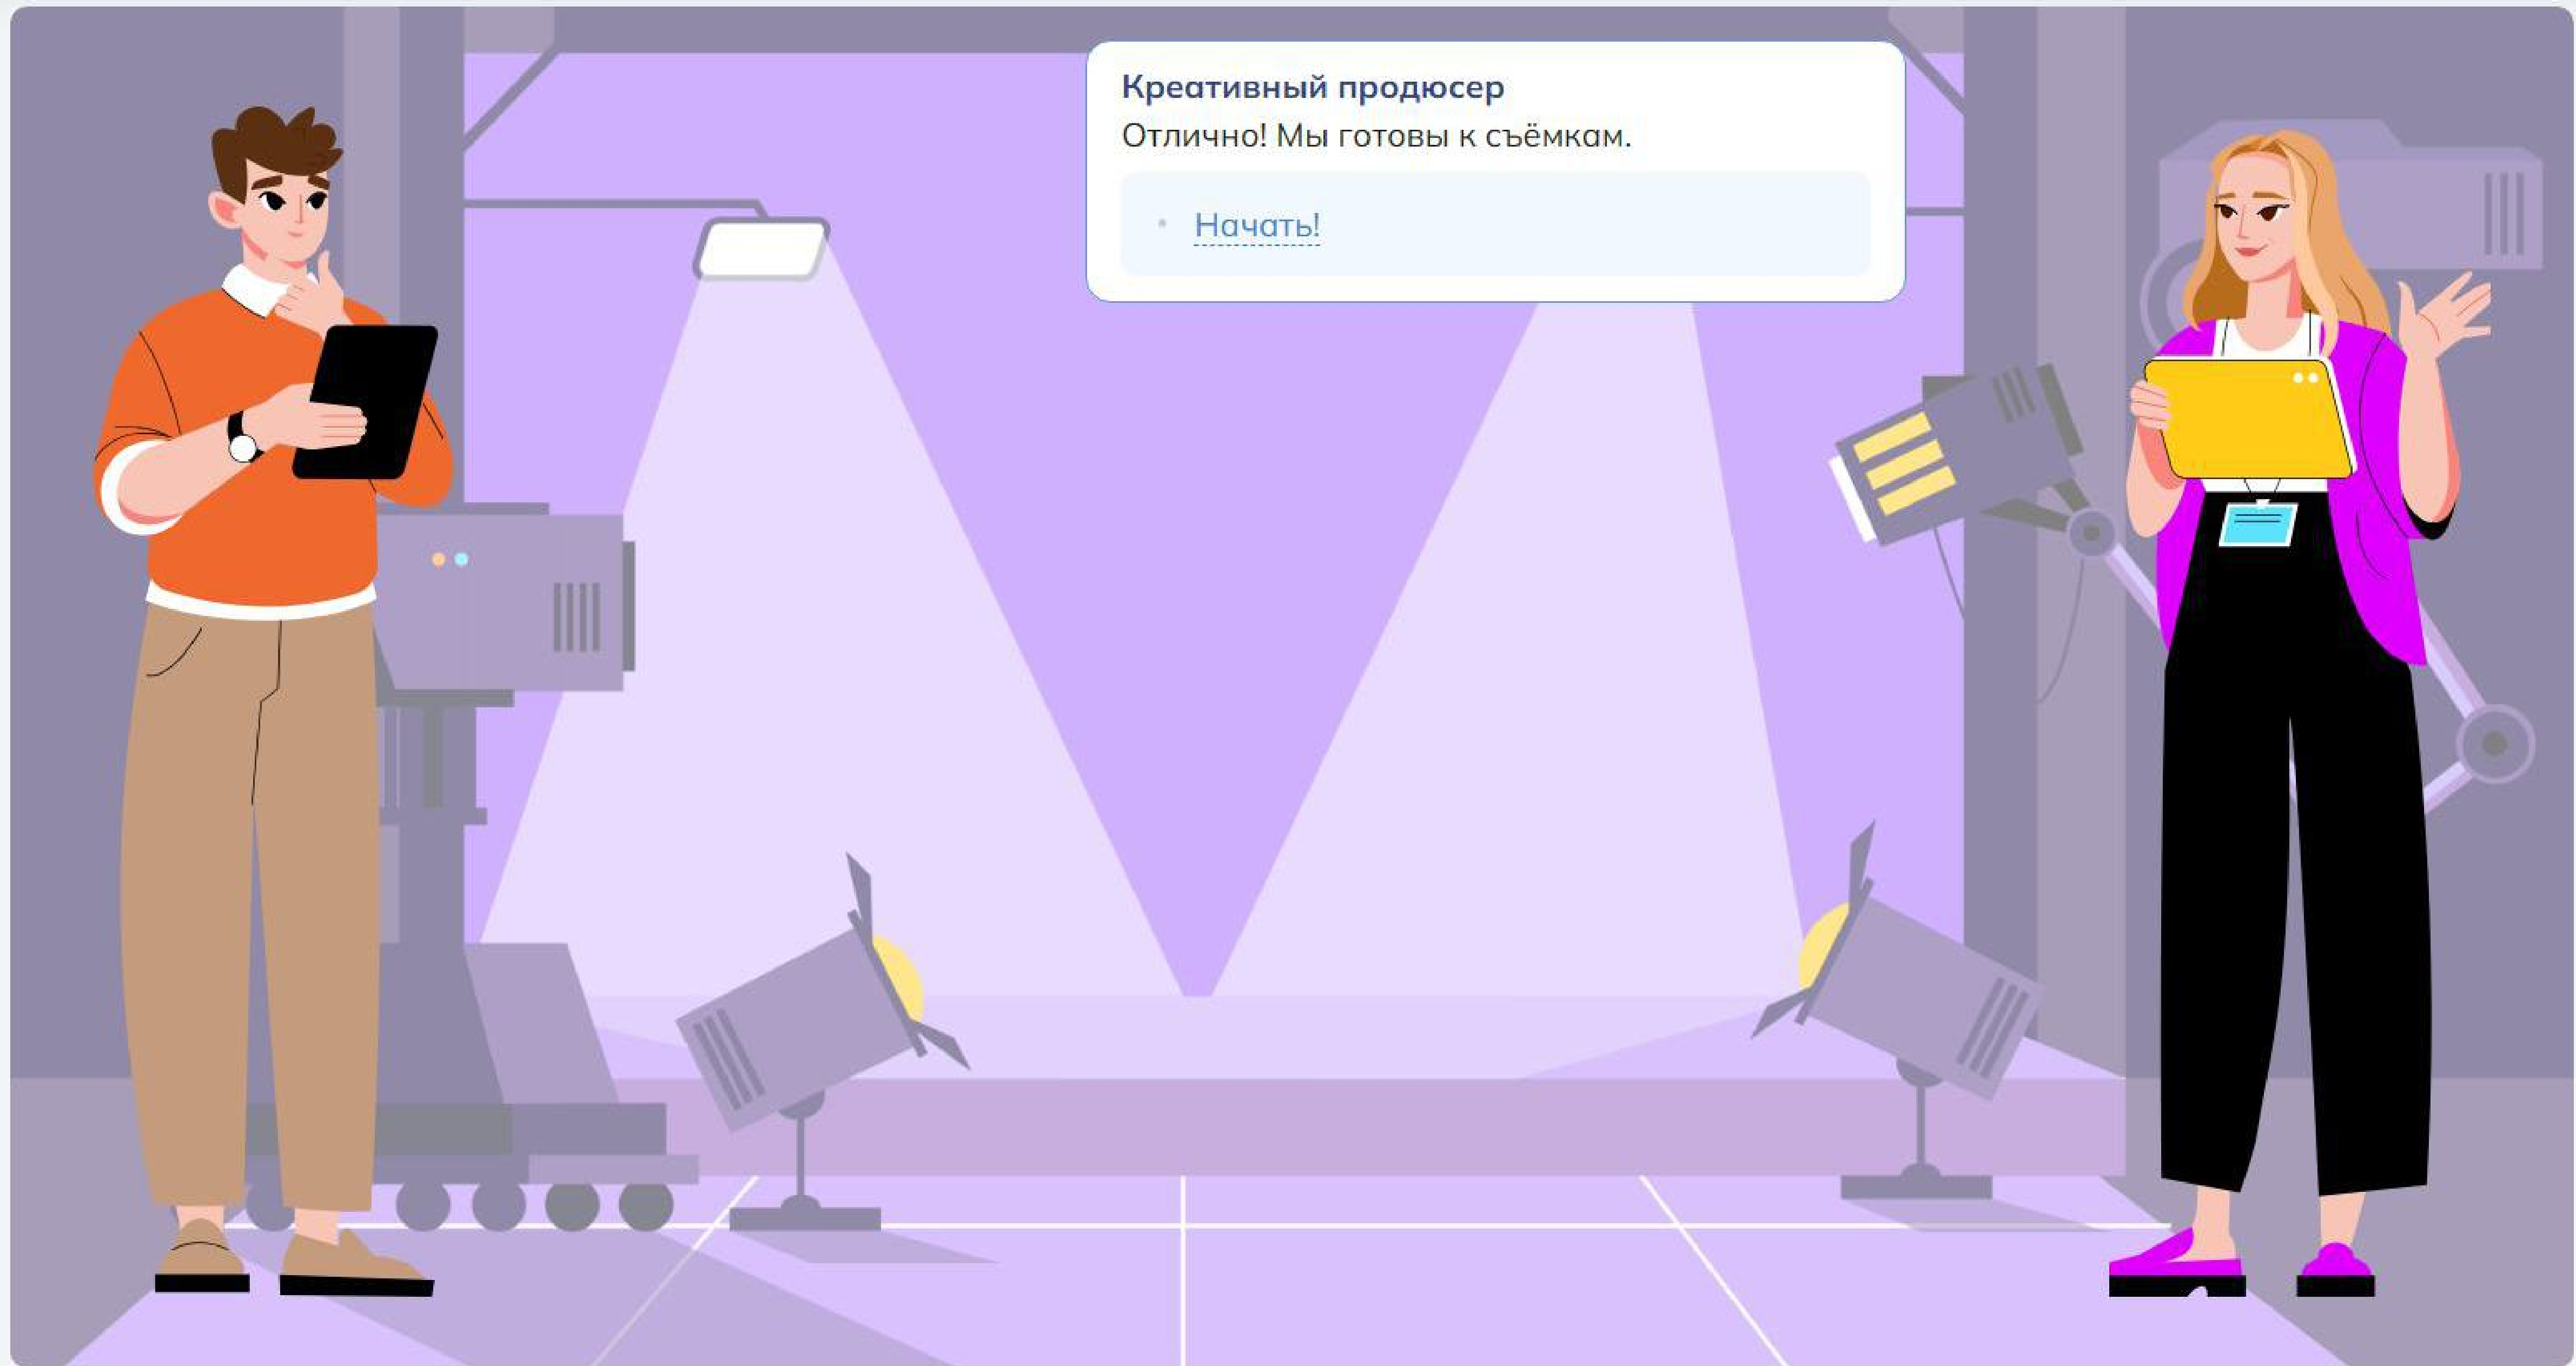 Креативный продюсер
Отлично! Мы готовы к съёмкам.
Начать!